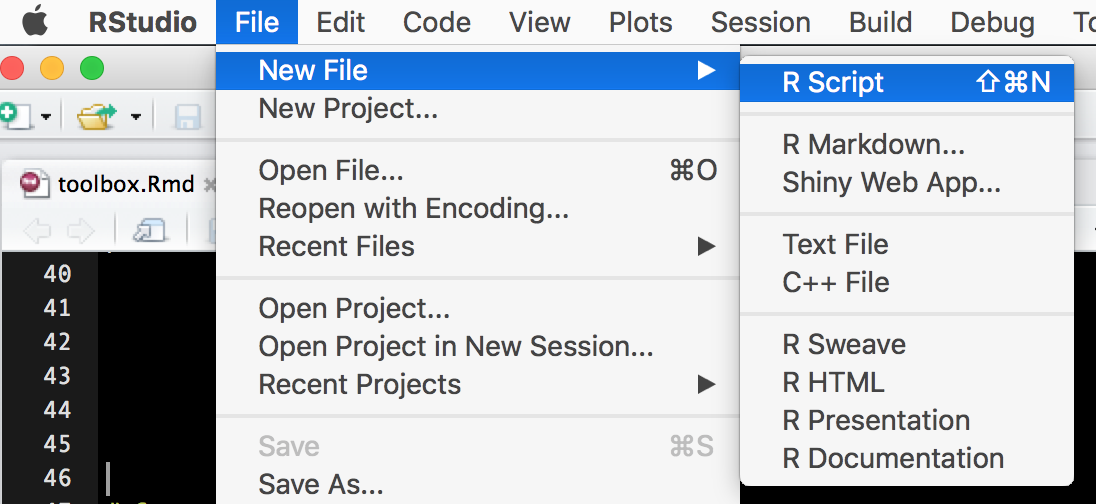 RStudio File Edit Code View Plots Session Build Debug
New File
New Project...
Open File... ⌘O
Reopen with Encoding...
Recent Files
Open Project...
Open Project in New Session...
Recent Projects
Save ⌘S
Save As...
R Script ⇧⌘N
R Markdown...
Shiny Web App...
Text File
C++ File
R Sweave
R HTML
R Presentation
R Documentation
toolbox.Rmd
40
41
42
43
44
45
46